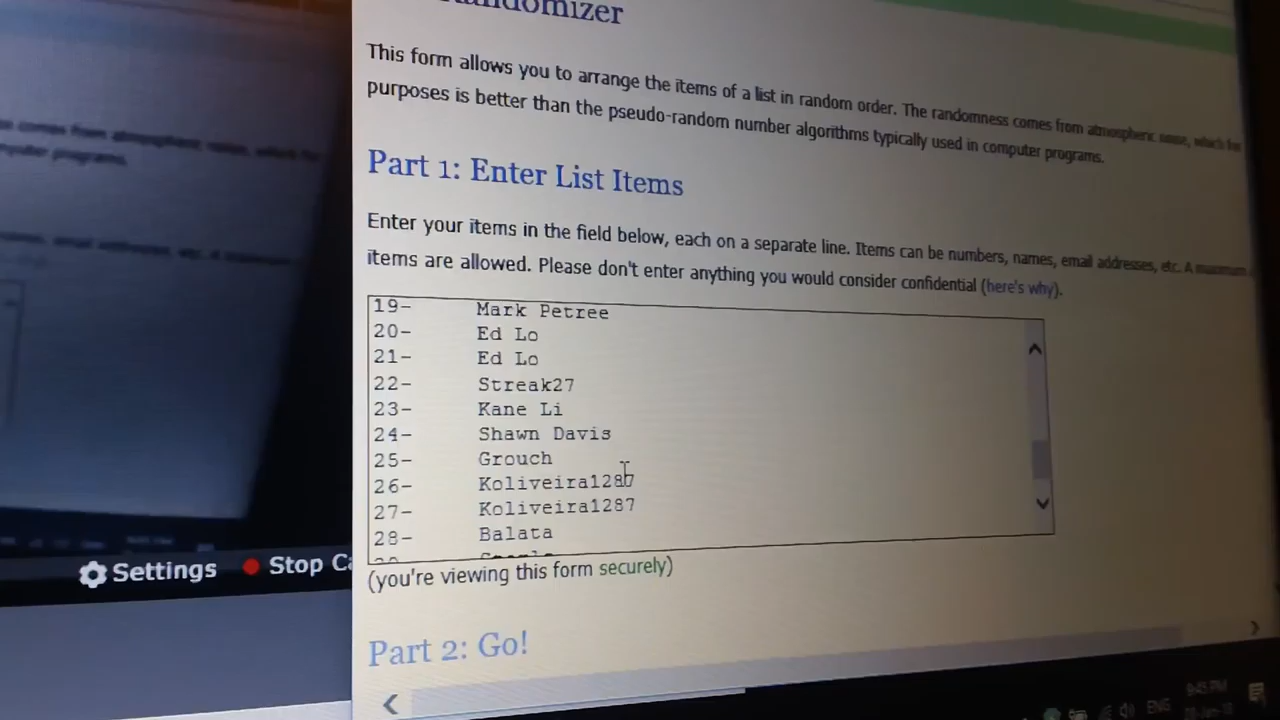 Randomizer
This form allows you to arrange the items of a list in random order. The randomness comes from atmospheric noise, which for
purposes is better than the pseudo-random number algorithms typically used in computer programs.
Part 1: Enter List Items
Enter your items in the field below, each on a separate line. Items can be numbers, names, email addresses, etc. A maximum
items are allowed. Please don't enter anything you would consider confidential (here's why).
19- Mark Petree
20- Ed Lo
21- Ed Lo
22- Streak27
23- Kane Li
24- Shawn Davis
25- Grouch
26- Koliveira1287
27- Koliveira1287
28- Balata
(you're viewing this form securely)
Part 2: Go!
Settings
Stop
ENG
9:45 PM